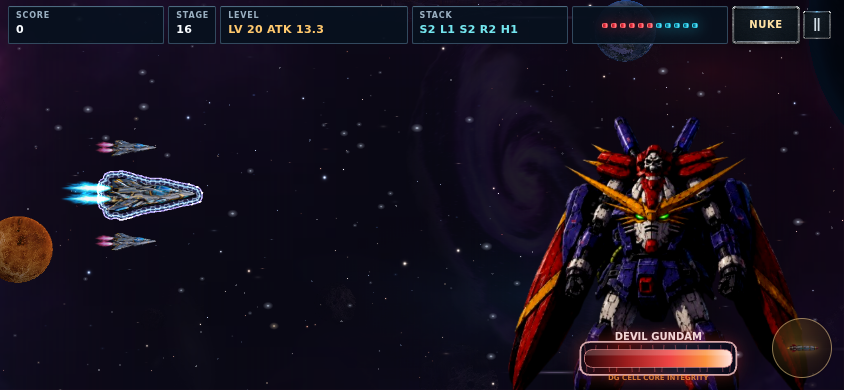 SCORE
0
STAGE
16
LEVEL
LV 20 ATK 13.3
STACK
S2 L1 S2 R2 H1
NUKE
DEVIL GUNDAM
DG CELL CORE INTEGRITY